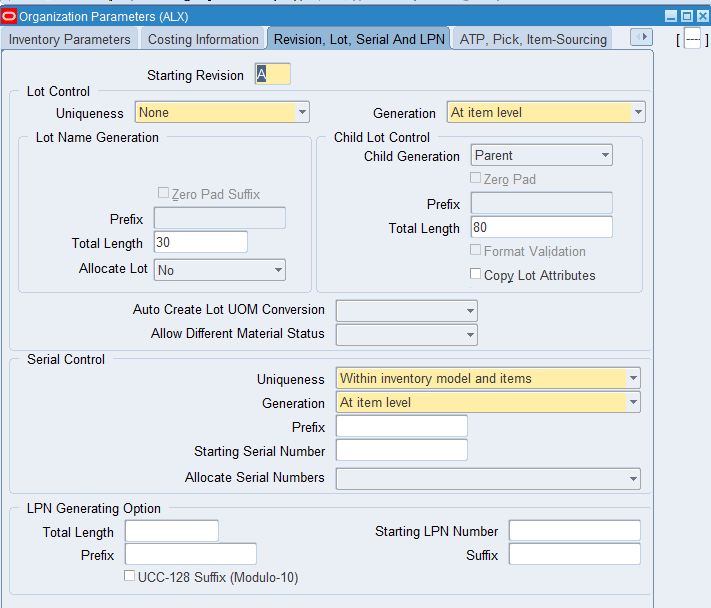 Organization Parameters (ALX)
Inventory Parameters Costing Information Revision, Lot, Serial And LPN ATP, Pick, Item-Sourcing [ ---- ]
Starting Revision A
Lot Control
Uniqueness None Generation At item level
Lot Name Generation Child Lot Control
Child Generation Parent
Zero Pad Suffix Zero Pad
Prefix Prefix
Total Length 30 Total Length 80
Allocate Lot No Format Validation
Copy Lot Attributes
Auto Create Lot UOM Conversion
Allow Different Material Status
Serial Control
Uniqueness Within inventory model and items
Generation At item level
Prefix
Starting Serial Number
Allocate Serial Numbers
LPN Generating Option
Total Length Starting LPN Number
Prefix Suffix
UCC-128 Suffix (Modulo-10)